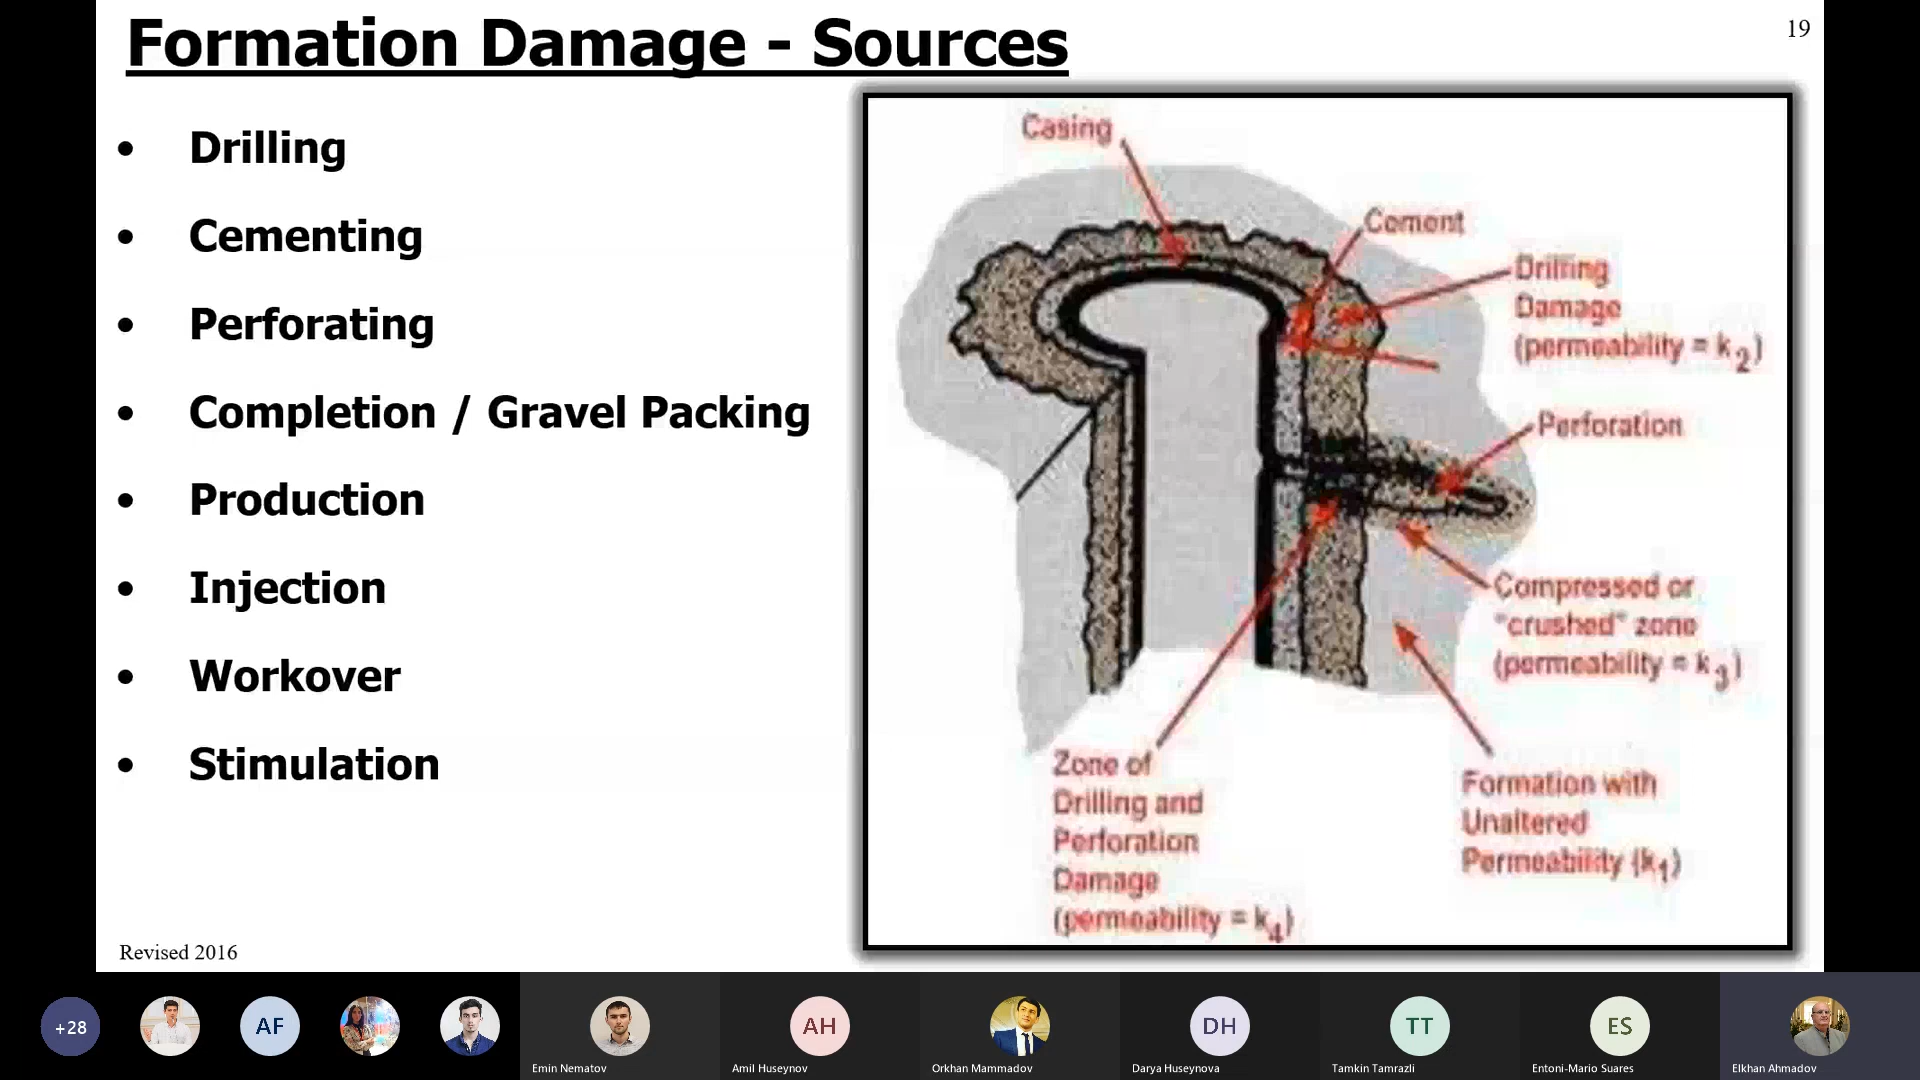 Formation Damage - Sources
19
• Drilling
• Cementing
• Perforating
• Completion / Gravel Packing
• Production
• Injection
• Workover
• Stimulation
Casing
Cement
Drilling
Damage
(permeability = k2)
Perforation
Compressed or
"crushed" zone
(permeability = k3)
Zone of
Drilling and
Perforation
Damage
(permeability = k4)
Formation with
Unaltered
Permeability (k1)
Revised 2016
+28
AF
AH
DH
TT
ES
Emin Nematov
Amil Huseynov
Orkhan Mammadov
Darya Huseynova
Tamkin Tamrazli
Entoni-Mario Suares
Elkhan Ahmadov